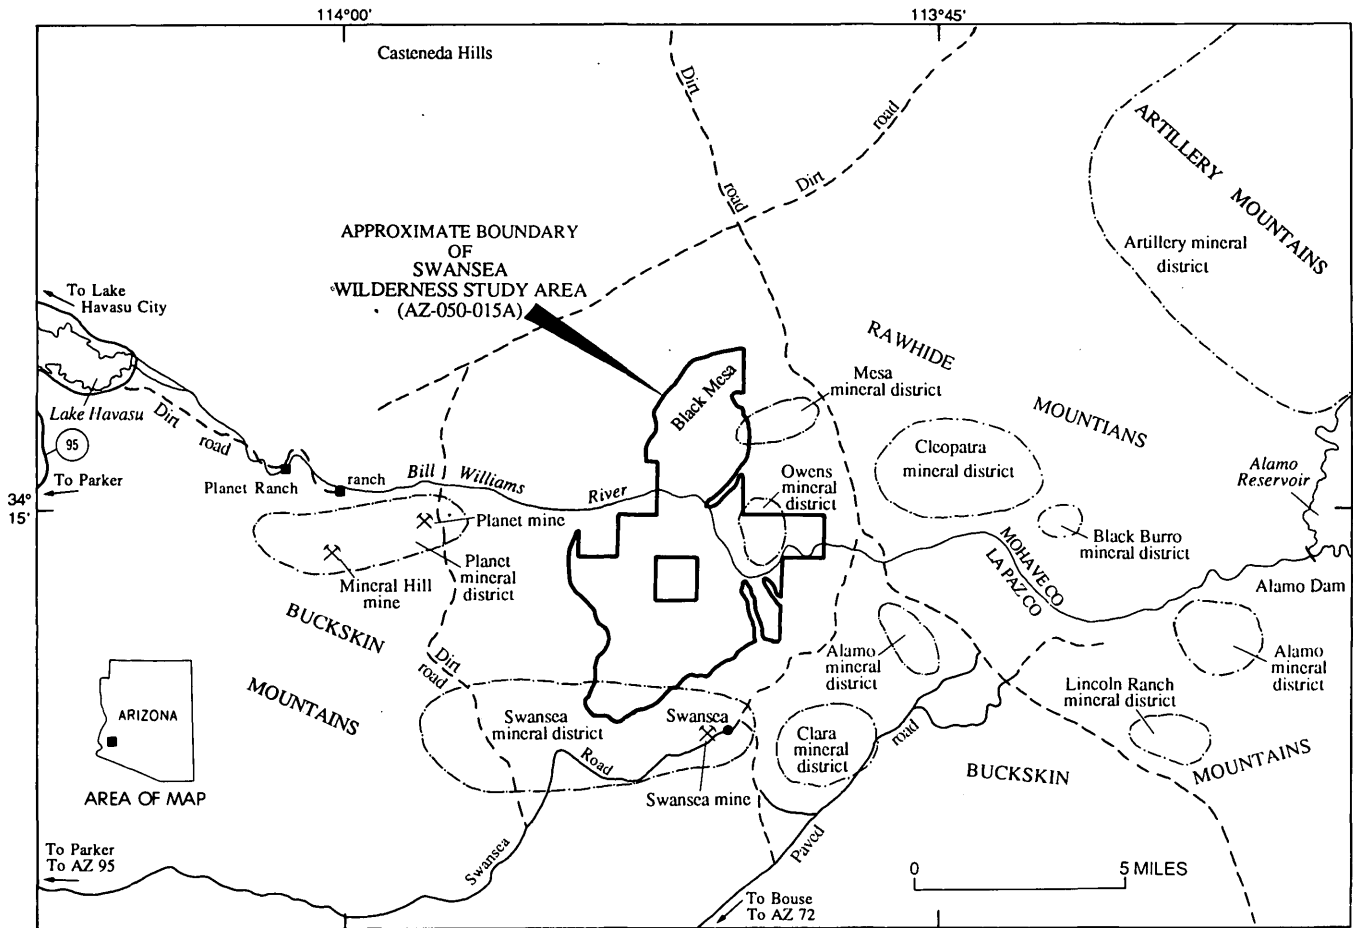 114°00'
113°45'
Casteneda Hills
Dirt
road
Dirt
road
ARTILLERY
MOUNTAINS
Artillery mineral
district
APPROXIMATE BOUNDARY
OF
SWANSEA
WILDERNESS STUDY AREA
(AZ-050-015A)
To Lake
Havasu City
Lake Havasu
Dirt
road
95
To Parker
34°
15'
Planet Ranch
ranch
Bill Williams River
Black Mesa
RAWHIDE
MOUNTIANS
Mesa
mineral district
Cleopatra
mineral district
Owens
mineral
district
Alamo
Reservoir
Black Burro
mineral district
MOHAVE CO
LA PAZ CO
Alamo Dam
Planet mine
Planet
mineral
district
Mineral Hill
mine
BUCKSKIN
MOUNTAINS
Dirt
road
Alamo
mineral
district
Alamo
mineral
district
Lincoln Ranch
mineral district
ARIZONA
AREA OF MAP
Swansea
mineral district
Swansea
Swansea mine
Clara
mineral
district
road
Paved
BUCKSKIN
MOUNTAINS
Swansea
Road
To Parker
To AZ 95
To Bouse
To AZ 72
0
5 MILES